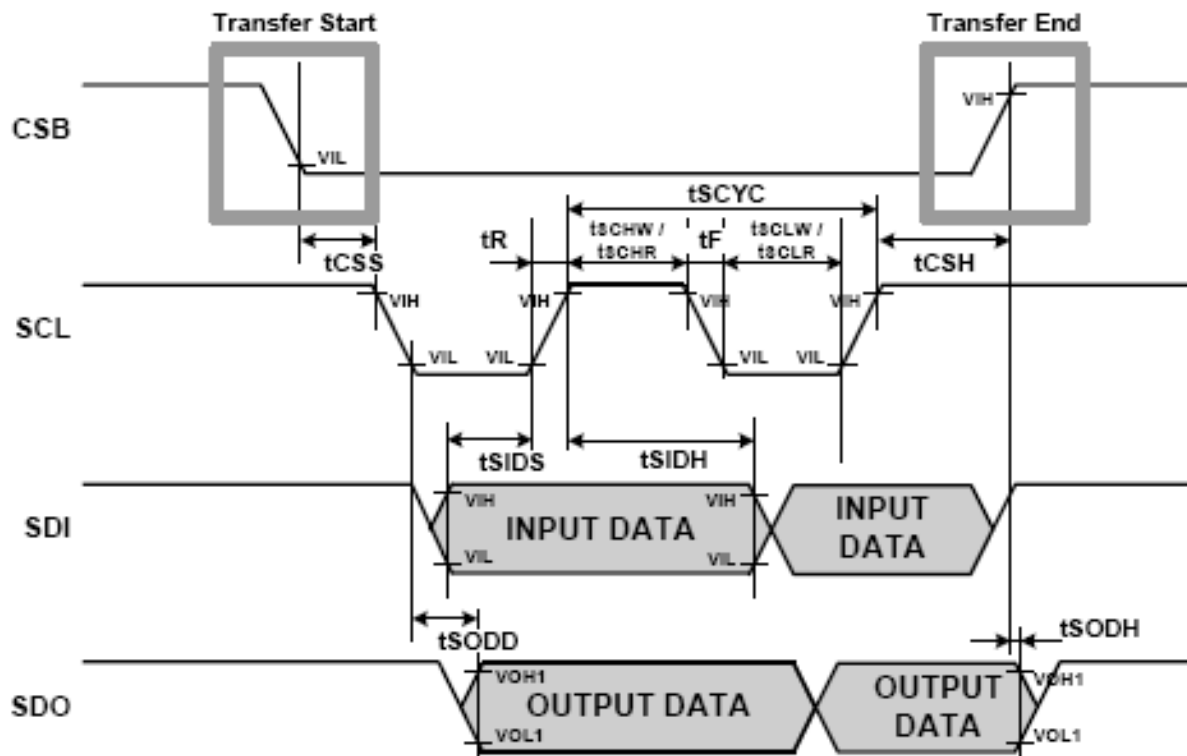 Transfer Start
Transfer End
CSB
VIL
VIH
tSCYC
tR
tSCHW /
tSCHR
tF
tSCLW /
tSCLR
tCSS
tCSH
SCL
VIH
VIH
VIH
VIH
VIL
VIL
VIL
VIL
tSIDS
tSIDH
SDI
VIH
VIL
INPUT DATA
VIH
VIL
INPUT
DATA
tSODD
tSODH
SDO
VOH1
VOL1
OUTPUT DATA
OUTPUT
DATA
VOH1
VOL1